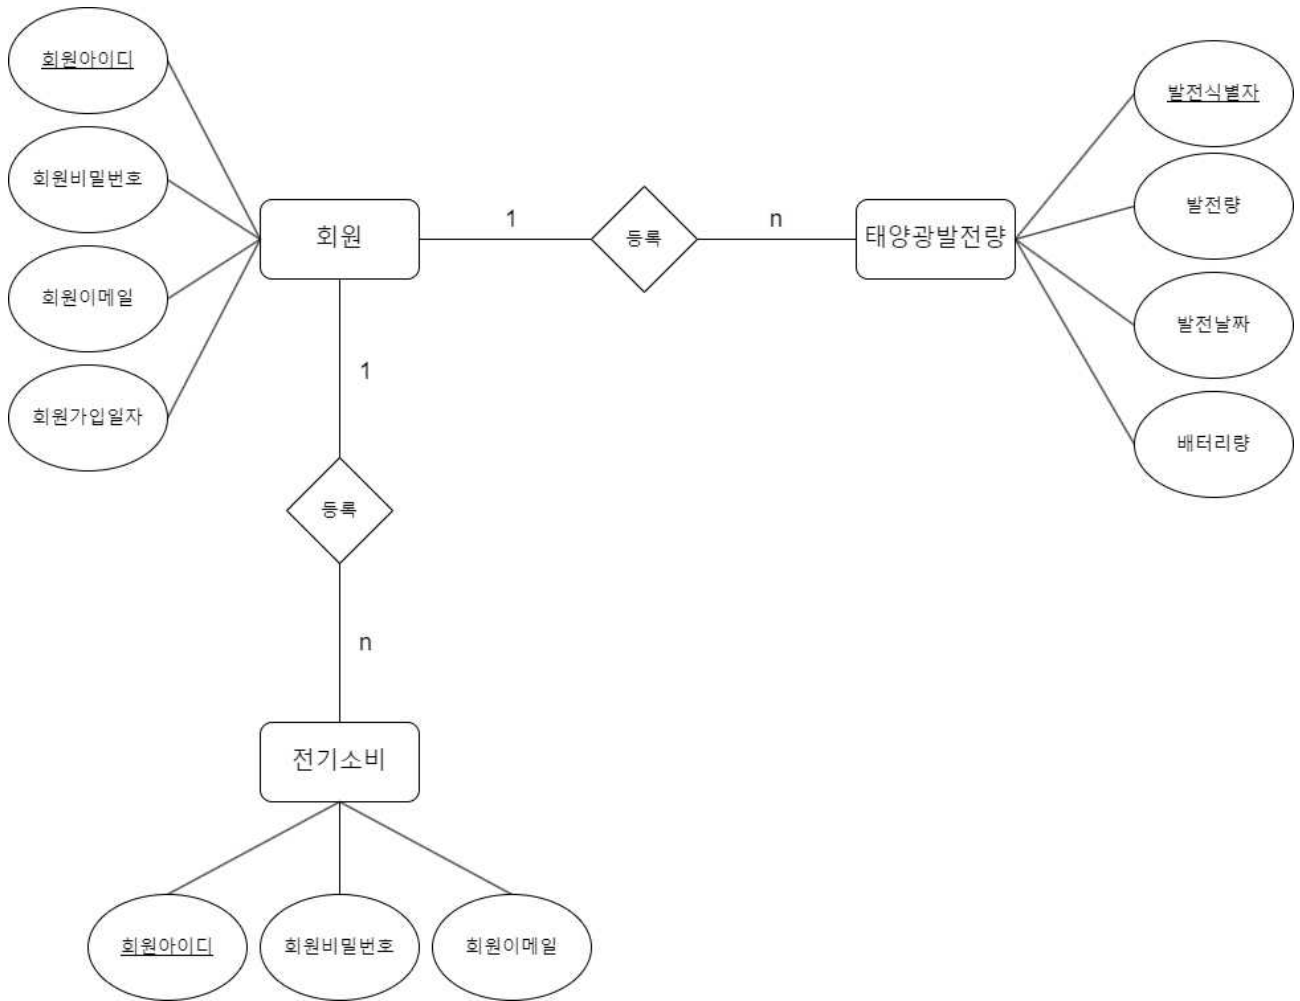 회원아이디
회원비밀번호
회원이메일
회원가입일자
회원
1
등록
n
태양광발전량
발전식별자
발전량
발전날짜
배터리량
1
등록
n
전기소비
회원아이디
회원비밀번호
회원이메일